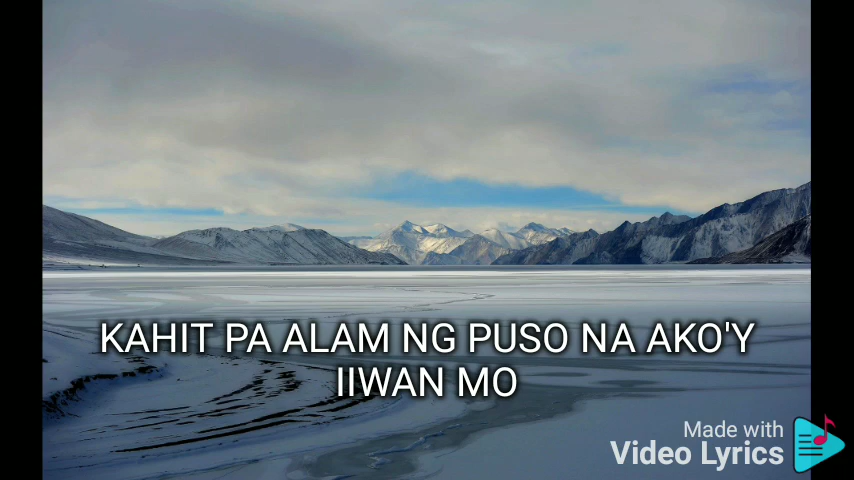 KAHIT PA ALAM NG PUSO NA AKO'Y
IIWAN MO
Made with
Video Lyrics